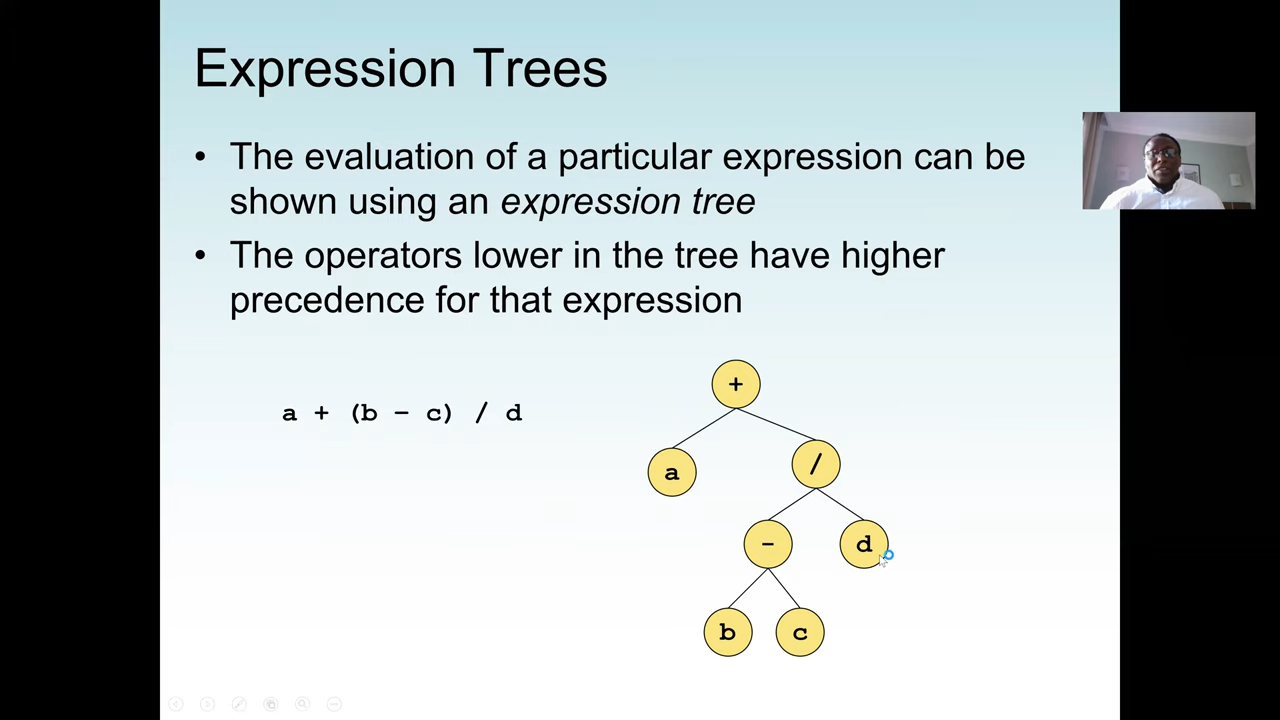 Expression Trees
• The evaluation of a particular expression can be
shown using an expression tree
• The operators lower in the tree have higher
precedence for that expression
a + (b – c) / d
+
a /
– d
b c